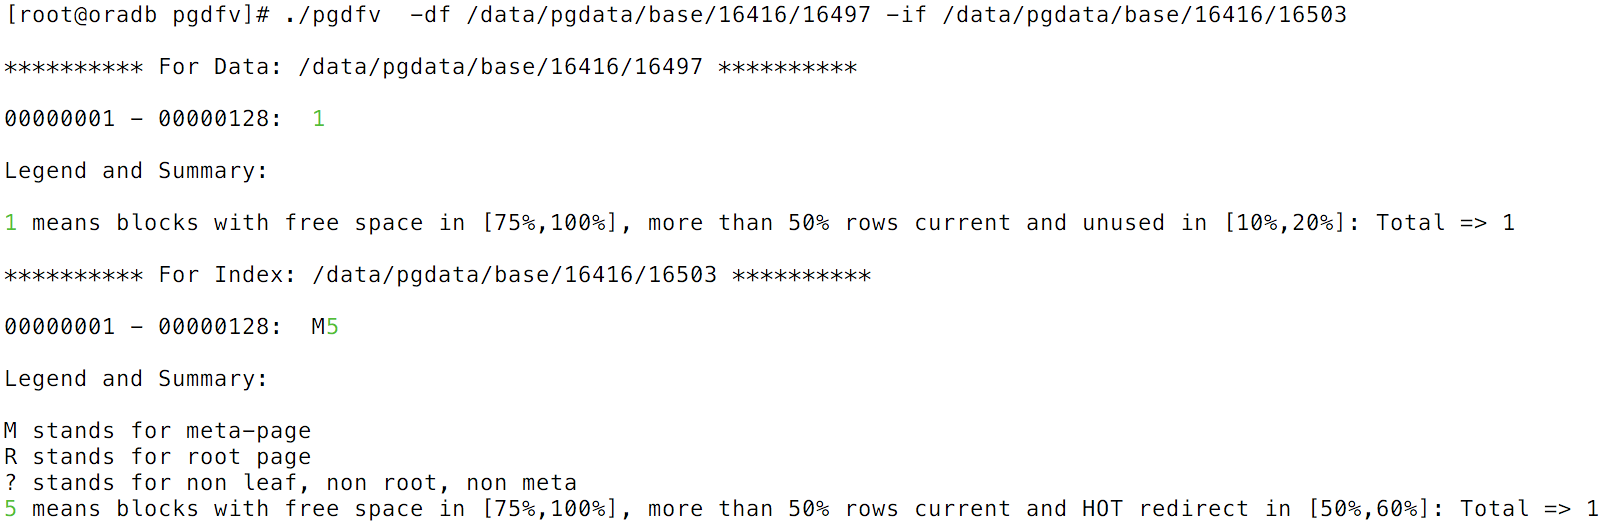 [root@oradb pgdfv]# ./pgdfv  -df /data/pgdata/base/16416/16497 -if /data/pgdata/base/16416/16503
********** For Data: /data/pgdata/base/16416/16497 **********
00000001 - 00000128:  1
Legend and Summary:
1 means blocks with free space in [75%,100%], more than 50% rows current and unused in [10%,20%]: Total => 1
********** For Index: /data/pgdata/base/16416/16503 **********
00000001 - 00000128:  M5
Legend and Summary:
M stands for meta-page
R stands for root page
? stands for non leaf, non root, non meta
5 means blocks with free space in [75%,100%], more than 50% rows current and HOT redirect in [50%,60%]: Total => 1